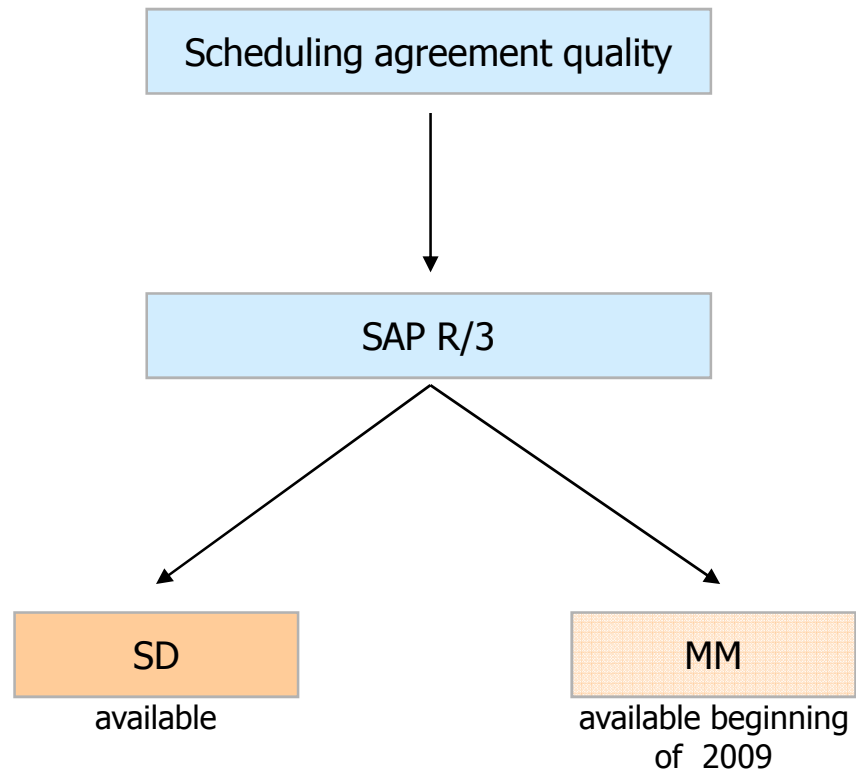 Scheduling agreement quality
SAP R/3
SD
MM
available
available beginning
of 2009